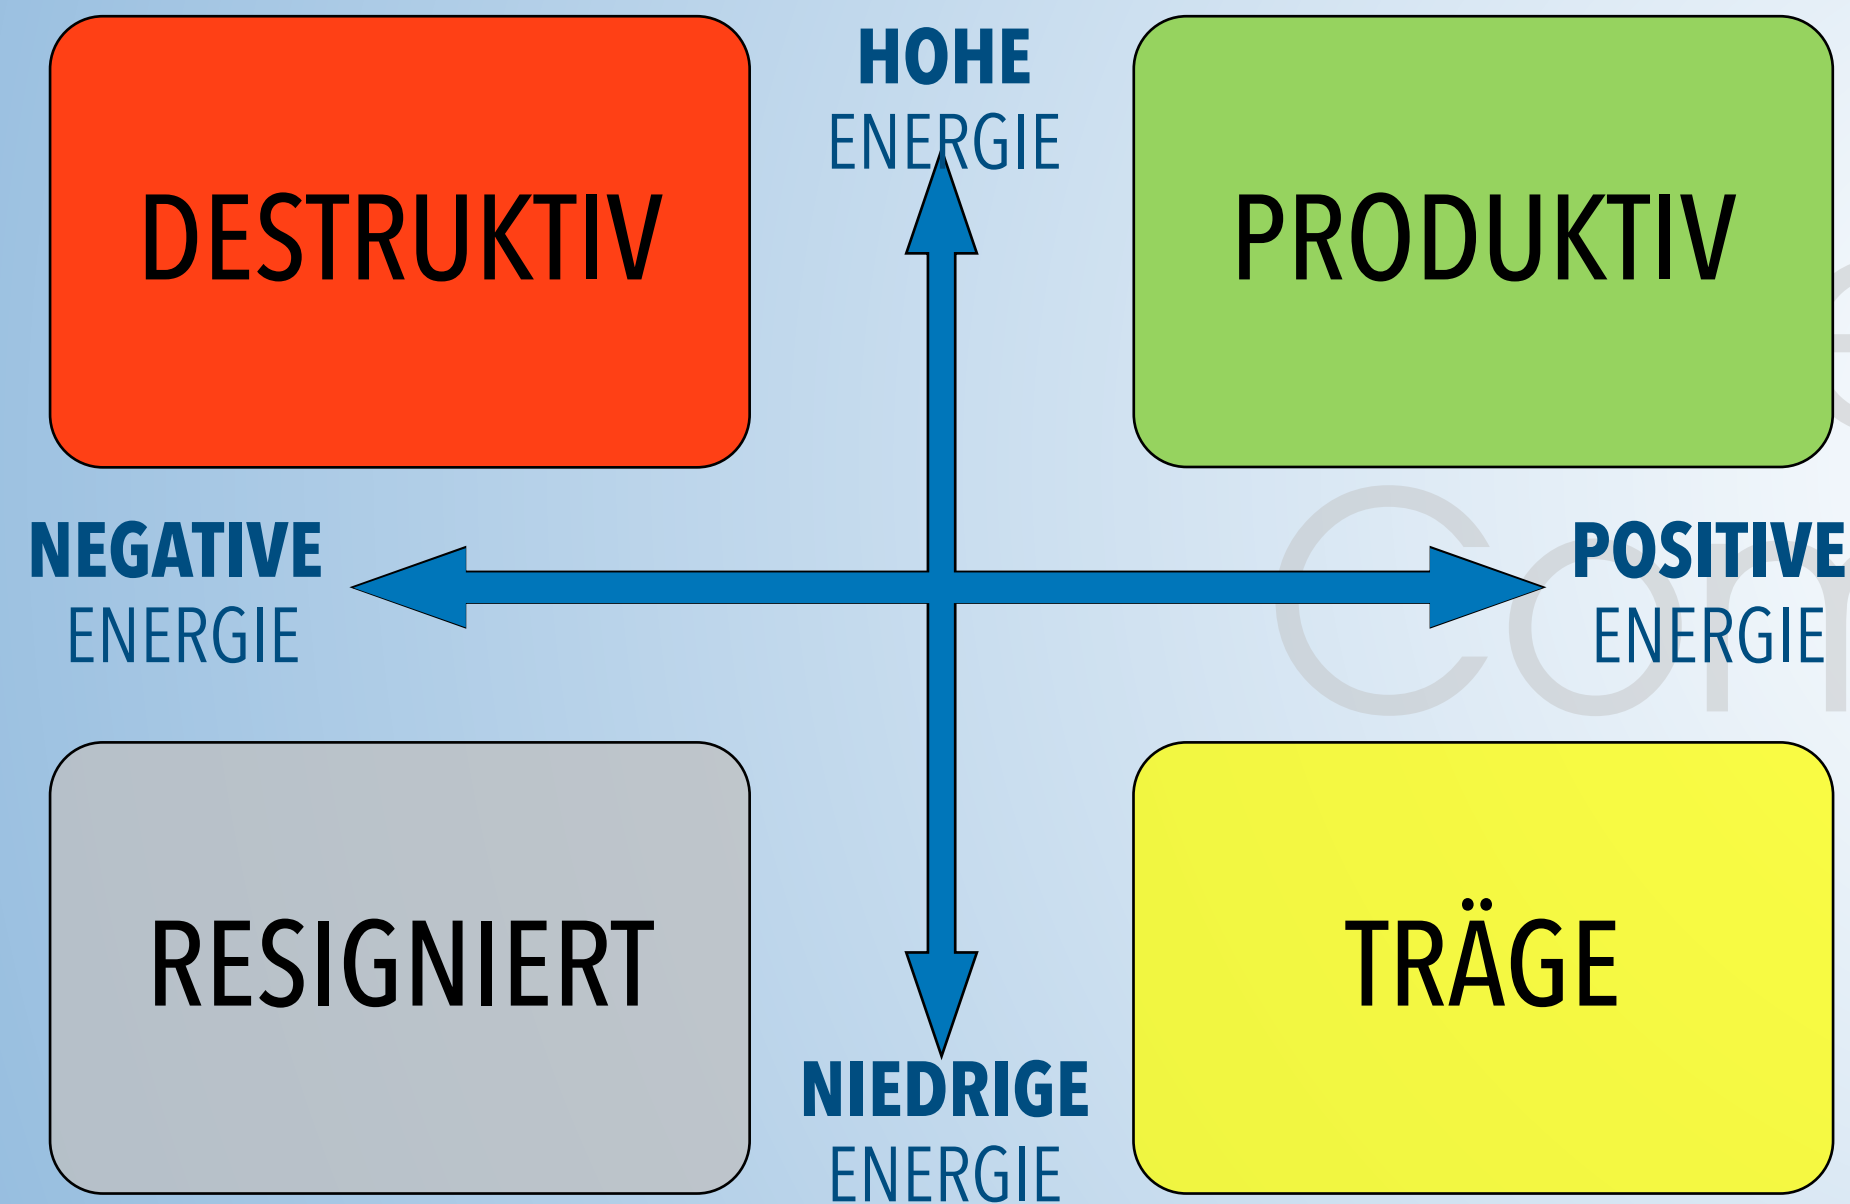 HOHE
ENERGIE
DESTRUKTIV
PRODUKTIV
NEGATIVE
ENERGIE
POSITIVE
ENERGIE
RESIGNIERT
TRÄGE
NIEDRIGE
ENERGIE